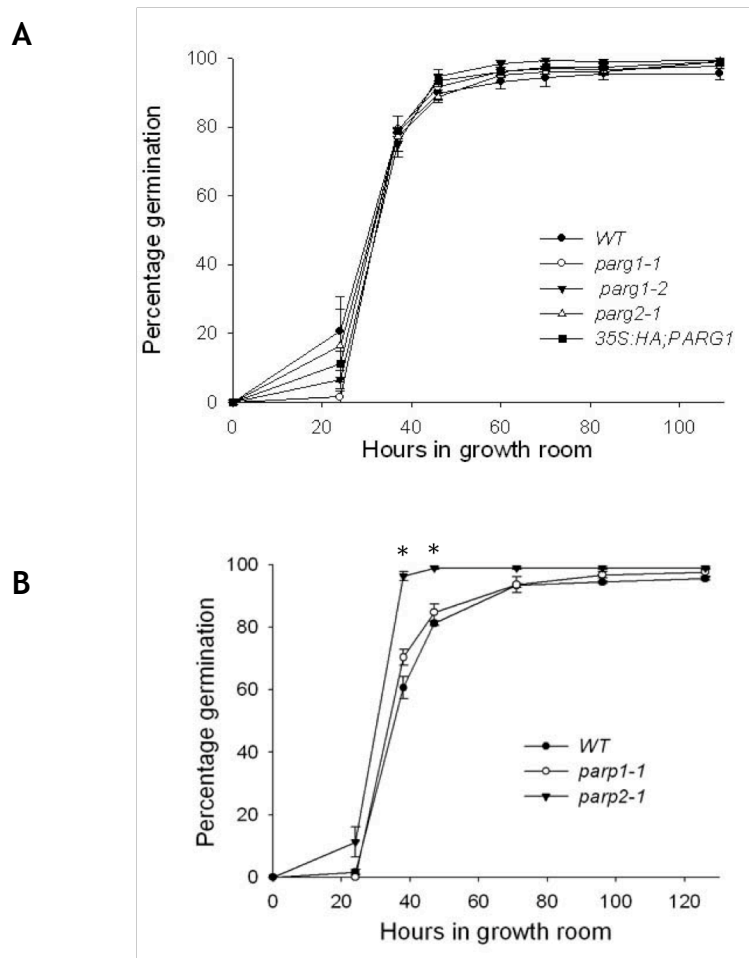 A
100
80
60
40
20
0
Percentage germination
WT
parg1-1
parg1-2
parg2-1
35S:HA;PARG1
0 20 40 60 80 100
Hours in growth room
B
* *
100
80
60
40
20
0
Percentage germination
WT
parp1-1
parp2-1
0 20 40 60 80 100 120
Hours in growth room